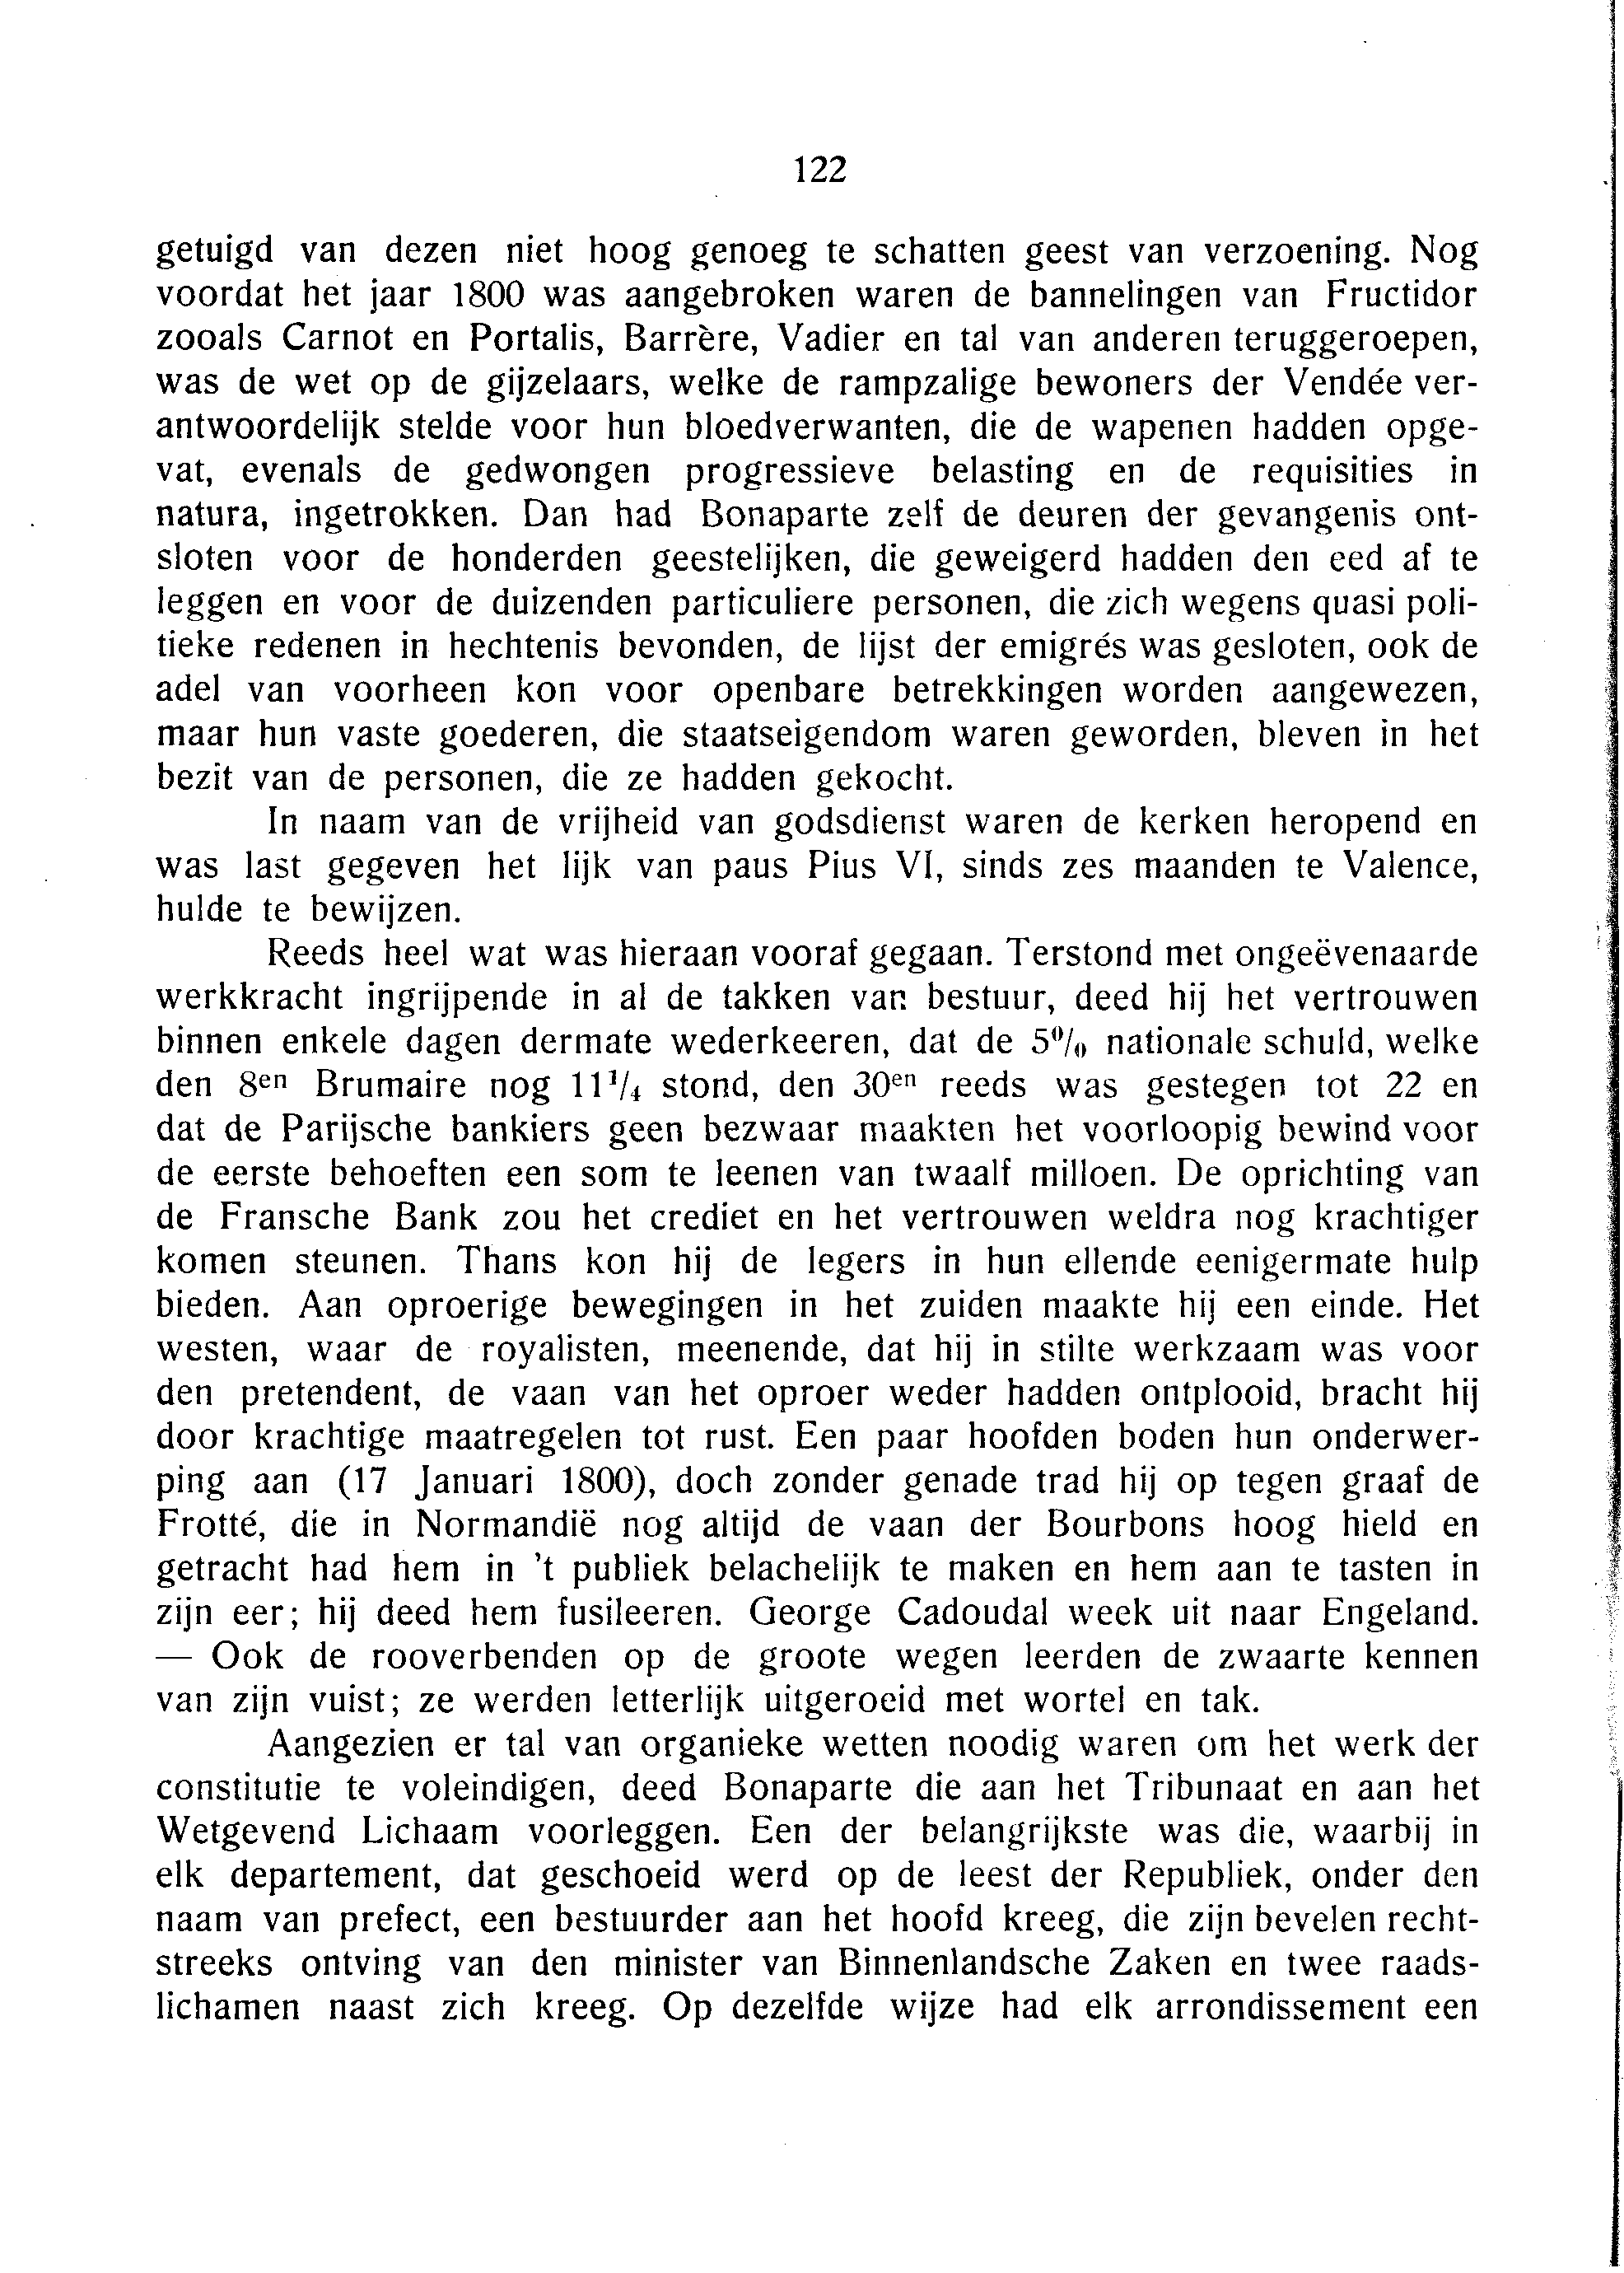 122
getuigd van dezen niet hoog genoeg te schatten geest van verzoening. Nog
voordat het jaar 1800 was aangebroken waren de bannelingen van Fructidor
zooals Carnot en Portalis, Barrère, Vadier en tal van anderen teruggeroepen,
was de wet op de gijzelaars, welke de rampzalige bewoners der Vendée ver-
antwoordelijk stelde voor hun bloedverwanten, die de wapenen hadden opge-
vat, evenals de gedwongen progressieve belasting en de requisities in
natura, ingetrokken. Dan had Bonaparte zelf de deuren der gevangenis ont-
sloten voor de honderden geestelijken, die geweigerd hadden den eed af te
leggen en voor de duizenden particuliere personen, die zich wegens quasi poli-
tieke redenen in hechtenis bevonden, de lijst der emigrés was gesloten, ook de
adel van voorheen kon voor openbare betrekkingen worden aangewezen,
maar hun vaste goederen, die staatseigendom waren geworden, bleven in het
bezit van de personen, die ze hadden gekocht.
In naam van de vrijheid van godsdienst waren de kerken heropend en
was last gegeven het lijk van paus Pius VI, sinds zes maanden te Valence,
hulde te bewijzen.
Reeds heel wat was hieraan vooraf gegaan. Terstond met ongeëvenaarde
werkkracht ingrijpende in al de takken van bestuur, deed hij het vertrouwen
binnen enkele dagen dermate wederkeeren, dat de 5% nationale schuld, welke
den 8en Brumaire nog 11¼ stond, den 30en reeds was gestegen tot 22 en
dat de Parijsche bankiers geen bezwaar maakten het voorloopig bewind voor
de eerste behoeften een som te leenen van twaalf milloen. De oprichting van
de Fransche Bank zou het crediet en het vertrouwen weldra nog krachtiger
komen steunen. Thans kon hij de legers in hun ellende eenigermate hulp
bieden. Aan oproerige bewegingen in het zuiden maakte hij een einde. Het
westen, waar de royalisten, meenende, dat hij in stilte werkzaam was voor
den pretendent, de vaan van het oproer weder hadden ontplooid, bracht hij
door krachtige maatregelen tot rust. Een paar hoofden boden hun onderwer-
ping aan (17 Januari 1800), doch zonder genade trad hij op tegen graaf de
Frotté, die in Normandië nog altijd de vaan der Bourbons hoog hield en
getracht had hem in 't publiek belachelijk te maken en hem aan te tasten in
zijn eer; hij deed hem fusileeren. George Cadoudal week uit naar Engeland.
— Ook de rooverbenden op de groote wegen leerden de zwaarte kennen
van zijn vuist; ze werden letterlijk uitgeroeid met wortel en tak.
Aangezien er tal van organieke wetten noodig waren om het werk der
constitutie te voleindigen, deed Bonaparte die aan het Tribunaat en aan het
Wetgevend Lichaam voorleggen. Een der belangrijkste was die, waarbij in
elk departement, dat geschoeid werd op de leest der Republiek, onder den
naam van prefect, een bestuurder aan het hoofd kreeg, die zijn bevelen recht-
streeks ontving van den minister van Binnenlandsche Zaken en twee raads-
lichamen naast zich kreeg. Op dezelfde wijze had elk arrondissement een